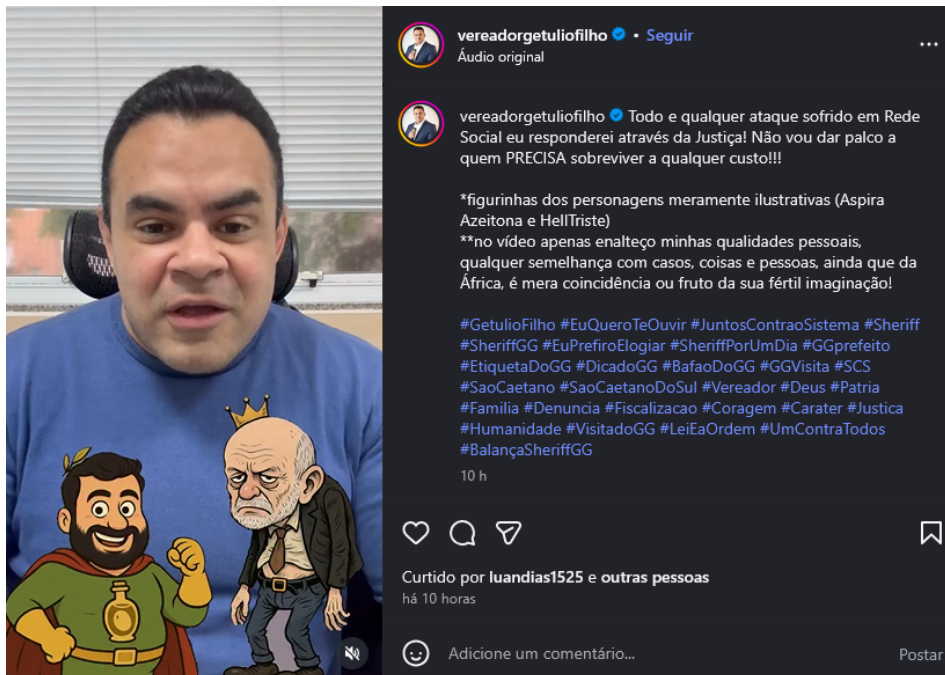 vereadorgetuliofilho • Seguir
Áudio original
vereadorgetuliofilho Todo e qualquer ataque sofrido em Rede
Social eu responderei através da Justiça! Não vou dar palco a
quem PRECISA sobreviver a qualquer custo!!!
*figurinhas dos personagens meramente ilustrativas (Aspira
Azeitona e HellTriste)
**no vídeo apenas enalteço minhas qualidades pessoais,
qualquer semelhança com casos, coisas e pessoas, ainda que da
África, é mera coincidência ou fruto da sua fértil imaginação!
#GetulioFilho #EuQueroTeOuvir #JuntosContraoSistema #Sheriff
#SheriffGG #EuPrefiroElogiar #SheriffPorUmDia #GGprefeito
#EtiquetaDoGG #DicadoGG #BafaoDoGG #GGVisita #SCS
#SaoCaetano #SaoCaetanoDoSul #Vereador #Deus #Patria
#Familia #Denuncia #Fiscalizacao #Coragem #Carater #Justica
#Humanidade #VisitadoGG #LeiEaOrdem #UmContraTodos
#BalançaSheriffGG
10 h
Curtido por luandias1525 e outras pessoas
há 10 horas
Adicione um comentário...
Postar